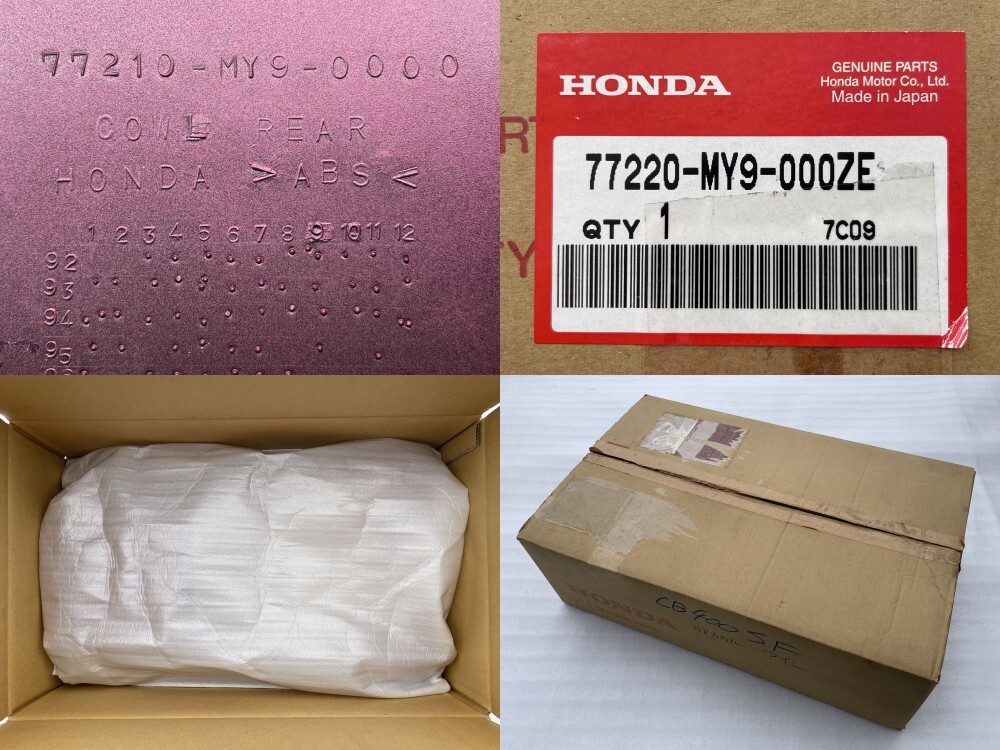 77210-MY9-0000
COWL REAR
HONDA >ABS<
1 2 3 4 5 6 7 8 9 10 11 12
92
93
94
95
HONDA
GENUINE PARTS
Honda Motor Co., Ltd.
Made in Japan
77220-MY9-000ZE
QTY 1 7C09
HONDA
CB400SF